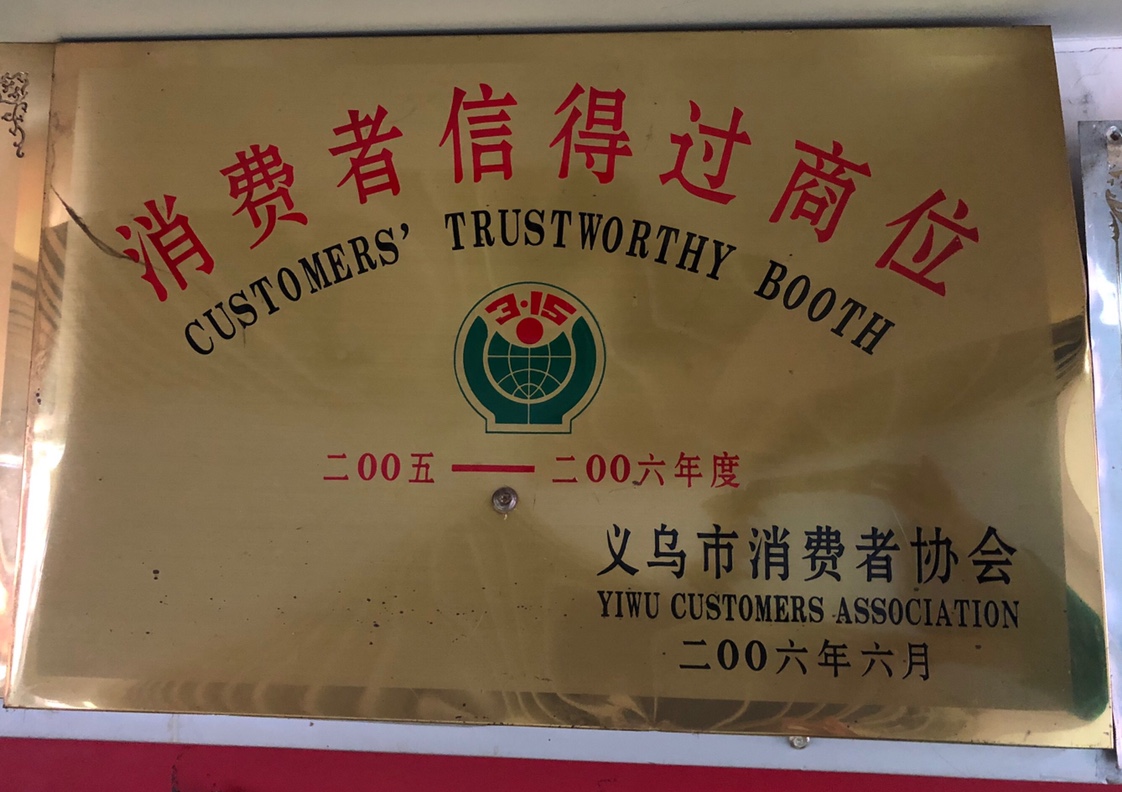 消费者信得过商位
CUSTOMERS' TRUSTWORTHY BOOTH
3·15
二00五——二00六年度
义乌市消费者协会
YIWU CUSTOMERS ASSOCIATION
二00六年六月